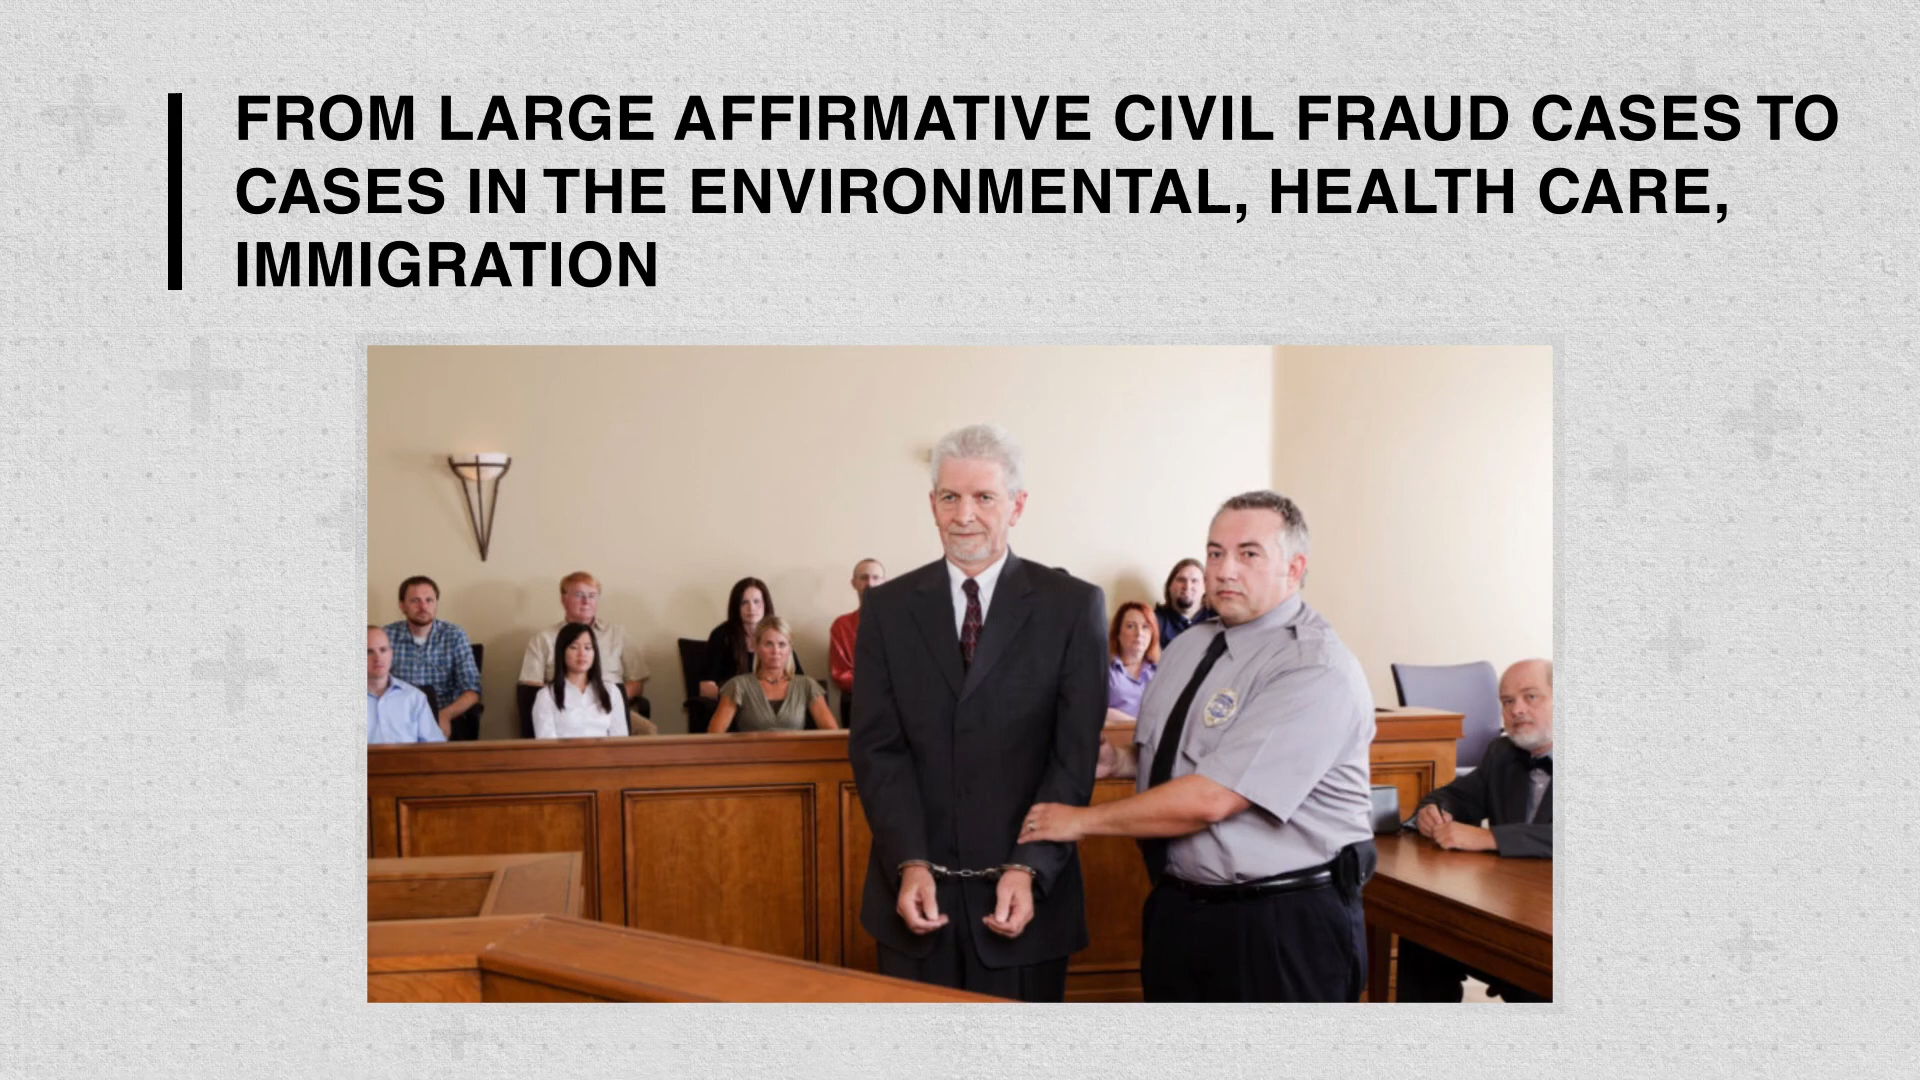 FROM LARGE AFFIRMATIVE CIVIL FRAUD CASES TO
CASES IN THE ENVIRONMENTAL, HEALTH CARE,
IMMIGRATION